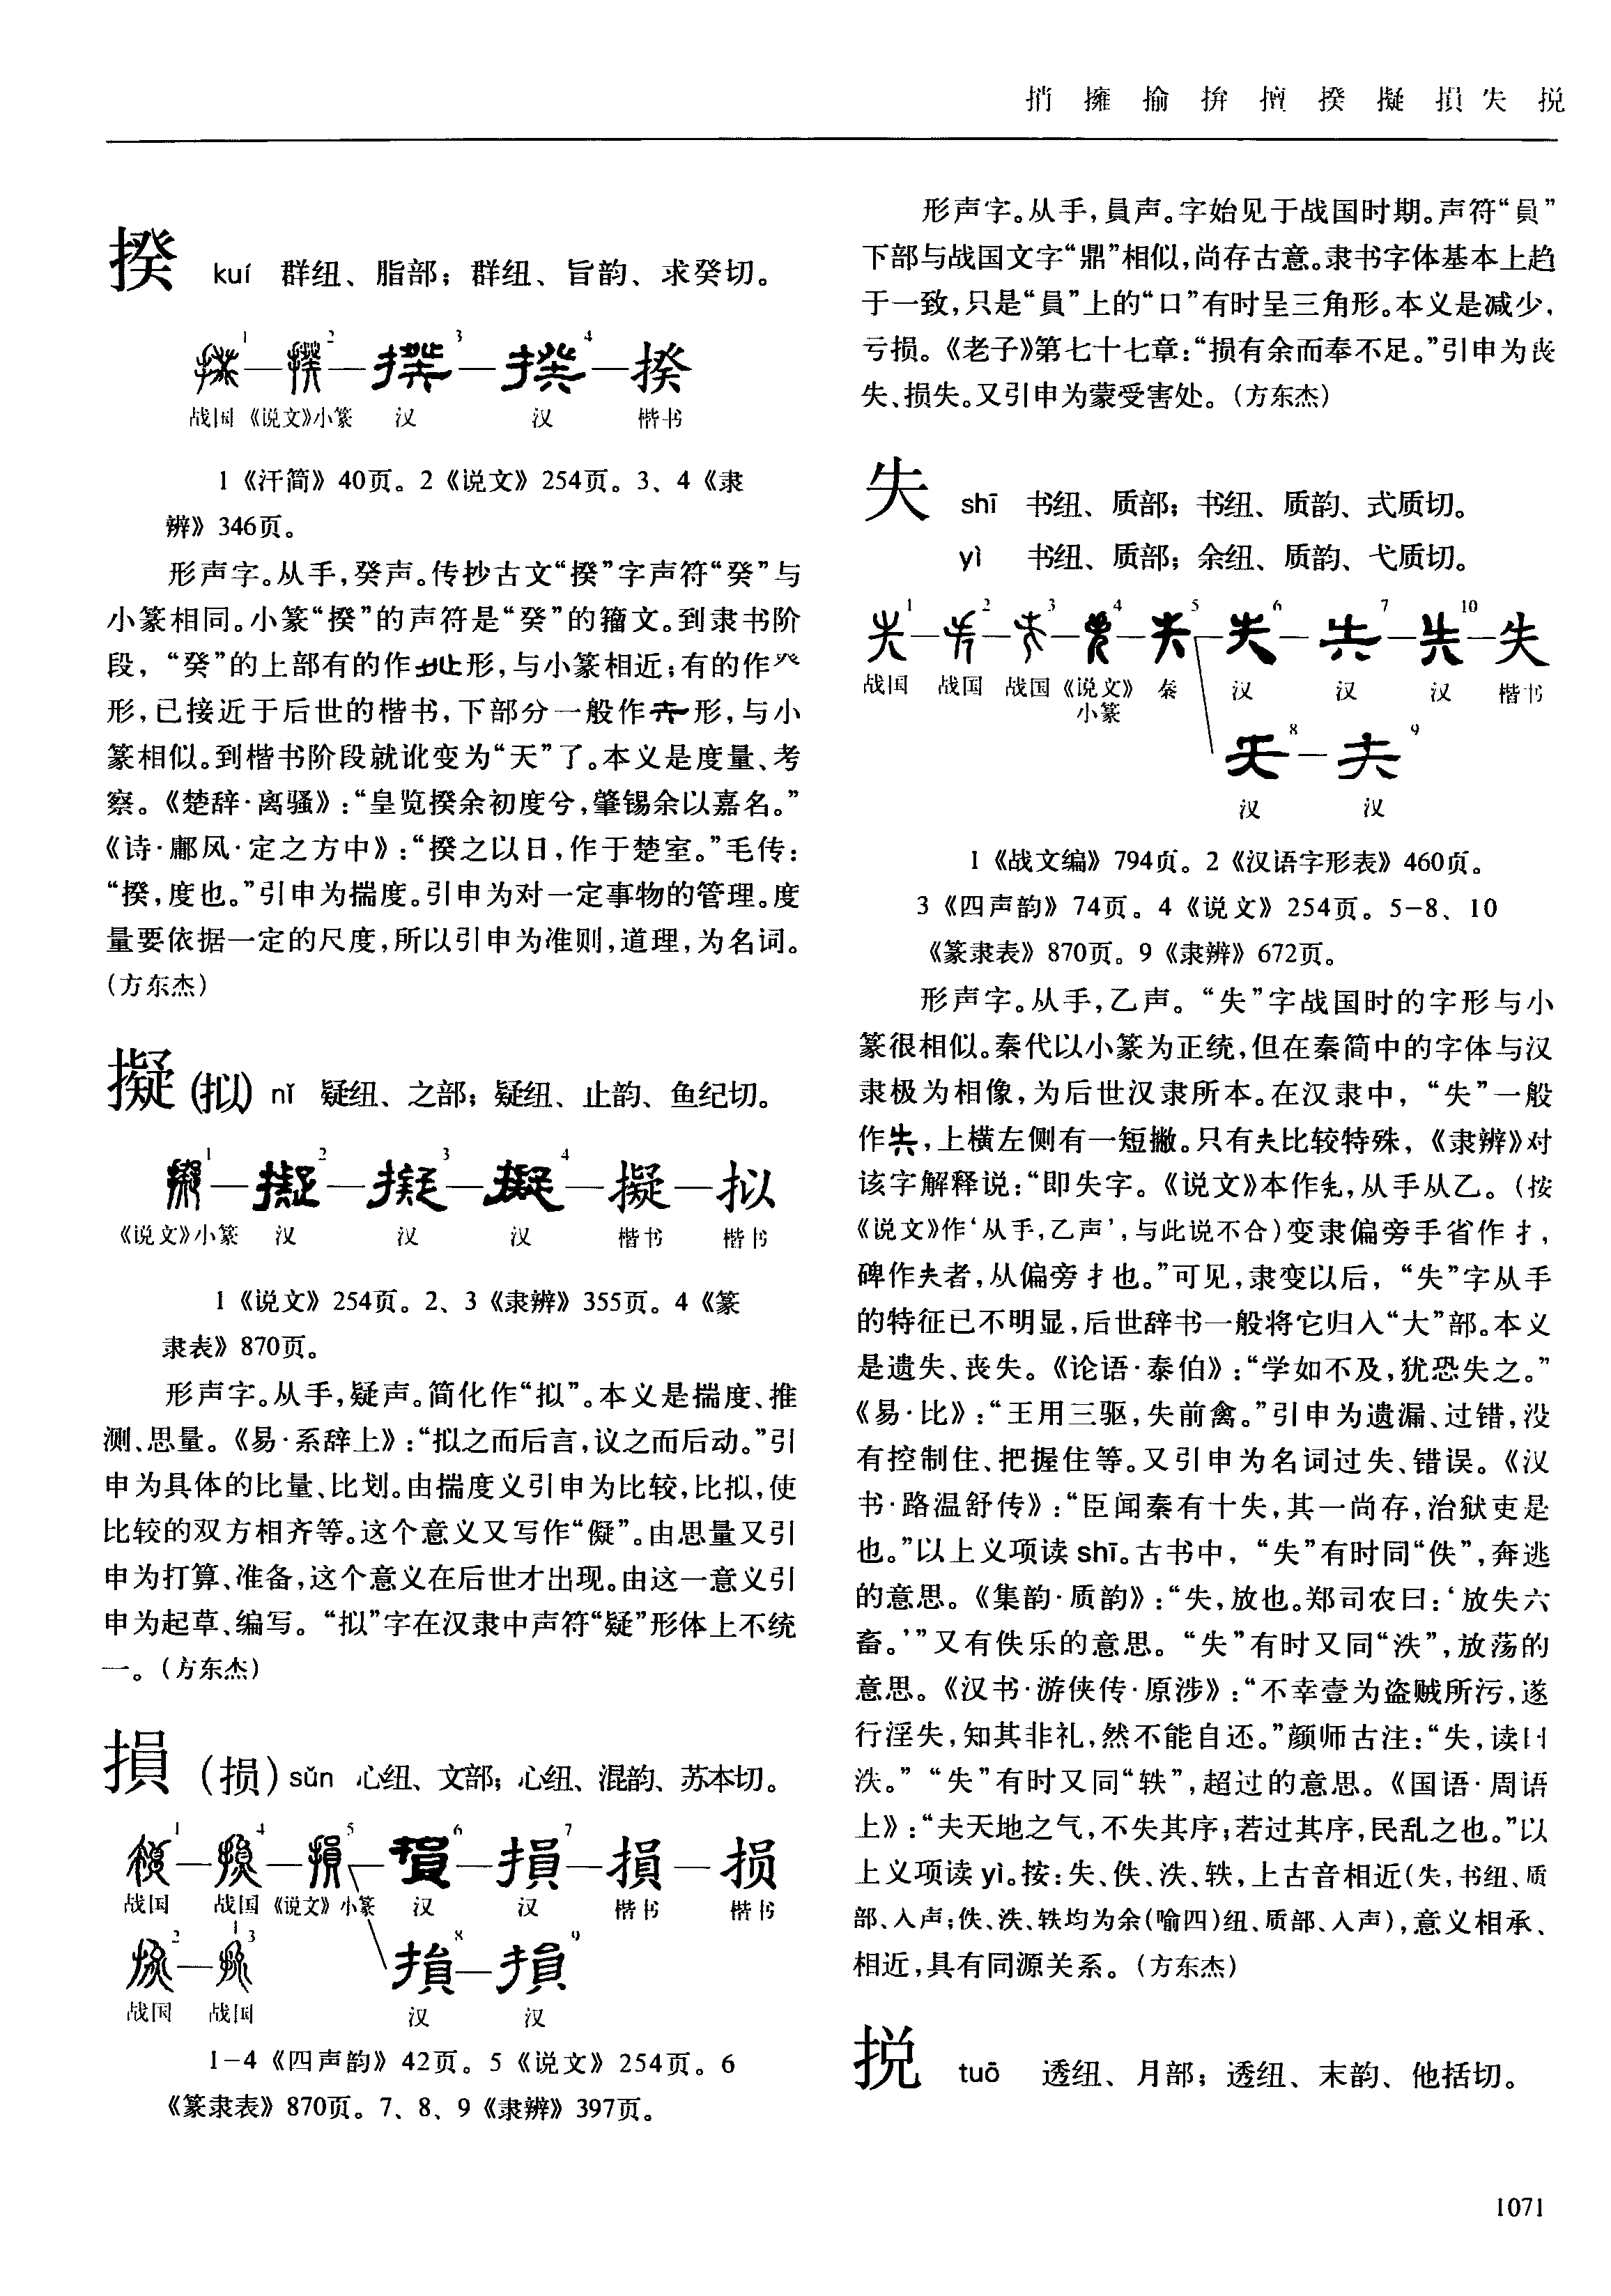 捎 擁 揄 拚 擅 揆 擬 損 失 挩
揆 kuí 群纽、脂部；群纽、旨韵、求癸切。
1 2 3 4
揆
战国 《说文》小篆 汉 汉 楷书
1《汗简》40页。2《说文》254页。3、4《隶
辨》346页。
形声字。从手，癸声。传抄古文“揆”字声符“癸”与
小篆相同。小篆“揆”的声符是“癸”的籀文。到隶书阶
段，“癸”的上部有的作形，与小篆相近；有的作癶
形，已接近于后世的楷书，下部分一般作形，与小
篆相似。到楷书阶段就讹变为“天”了。本义是度量、考
察。《楚辞·离骚》：“皇览揆余初度兮，肇锡余以嘉名。”
《诗·鄘风·定之方中》：“揆之以日，作于楚室。”毛传：
“揆，度也。”引申为揣度。引申为对一定事物的管理。度
量要依据一定的尺度，所以引申为准则，道理，为名词。
（方东杰）
擬（拟）nǐ 疑纽、之部；疑纽、止韵、鱼纪切。
1 2 3 4
擬 拟
《说文》小篆 汉 汉 汉 楷书 楷书
1《说文》254页。2、3《隶辨》355页。4《篆
隶表》870页。
形声字。从手，疑声。简化作“拟”。本义是揣度、推
测、思量。《易·系辞上》：“拟之而后言，议之而后动。”引
申为具体的比量、比划。由揣度义引申为比较，比拟，使
比较的双方相齐等。这个意义又写作“儗”。由思量又引
申为打算、准备，这个意义在后世才出现。由这一意义引
申为起草、编写。“拟”字在汉隶中声符“疑”形体上不统
一。（方东杰）
損（损）sǔn 心纽、文部；心纽、混韵、苏本切。
1 4 5 6 7
損 损
战国 战国 《说文》小篆 汉 汉 楷书 楷书
2 3 8 9
战国 战国 汉 汉
1-4《四声韵》42页。5《说文》254页。6
《篆隶表》870页。7、8、9《隶辨》397页。
形声字。从手，員声。字始见于战国时期。声符“員”
下部与战国文字“鼎”相似，尚存古意。隶书字体基本上趋
于一致，只是“員”上的“口”有时呈三角形。本义是减少，
亏损。《老子》第七十七章：“损有余而奉不足。”引申为丧
失、损失。又引申为蒙受害处。（方东杰）
失 shī 书纽、质部；书纽、质韵、式质切。
yì 书纽、质部；余纽、质韵、弋质切。
1 2 3 4 5 6 7 10
失
战国 战国 战国 《说文》 秦 汉 汉 汉 楷书
小篆
8 9
汉 汉
1《战文编》794页。2《汉语字形表》460页。
3《四声韵》74页。4《说文》254页。5-8、10
《篆隶表》870页。9《隶辨》672页。
形声字。从手，乙声。“失”字战国时的字形与小
篆很相似。秦代以小篆为正统，但在秦简中的字体与汉
隶极为相像，为后世汉隶所本。在汉隶中，“失”一般
作，上横左侧有一短撇。只有夫比较特殊，《隶辨》对
该字解释说：“即失字。《说文》本作，从手从乙。（按
《说文》作‘从手，乙声’，与此说不合）变隶偏旁手省作扌，
碑作夫者，从偏旁扌也。”可见，隶变以后，“失”字从手
的特征已不明显，后世辞书一般将它归入“大”部。本义
是遗失、丧失。《论语·泰伯》：“学如不及，犹恐失之。”
《易·比》：“王用三驱，失前禽。”引申为遗漏、过错，没
有控制住、把握住等。又引申为名词过失、错误。《汉
书·路温舒传》：“臣闻秦有十失，其一尚存，治狱吏是
也。”以上义项读 shī。古书中，“失”有时同“佚”，奔逃
的意思。《集韵·质韵》：“失，放也。郑司农曰：‘放失六
畜。’”又有佚乐的意思。“失”有时又同“泆”，放荡的
意思。《汉书·游侠传·原涉》：“不幸壹为盗贼所污，遂
行淫失，知其非礼，然不能自还。”颜师古注：“失，读曰
泆。”“失”有时又同“轶”，超过的意思。《国语·周语
上》：“夫天地之气，不失其序；若过其序，民乱之也。”以
上义项读 yì。按：失、佚、泆、轶，上古音相近（失，书纽、质
部、入声；佚、泆、轶均为余（喻四）纽、质部、入声），意义相承、
相近，具有同源关系。（方东杰）
挩 tuō 透纽、月部；透纽、末韵、他括切。
1071